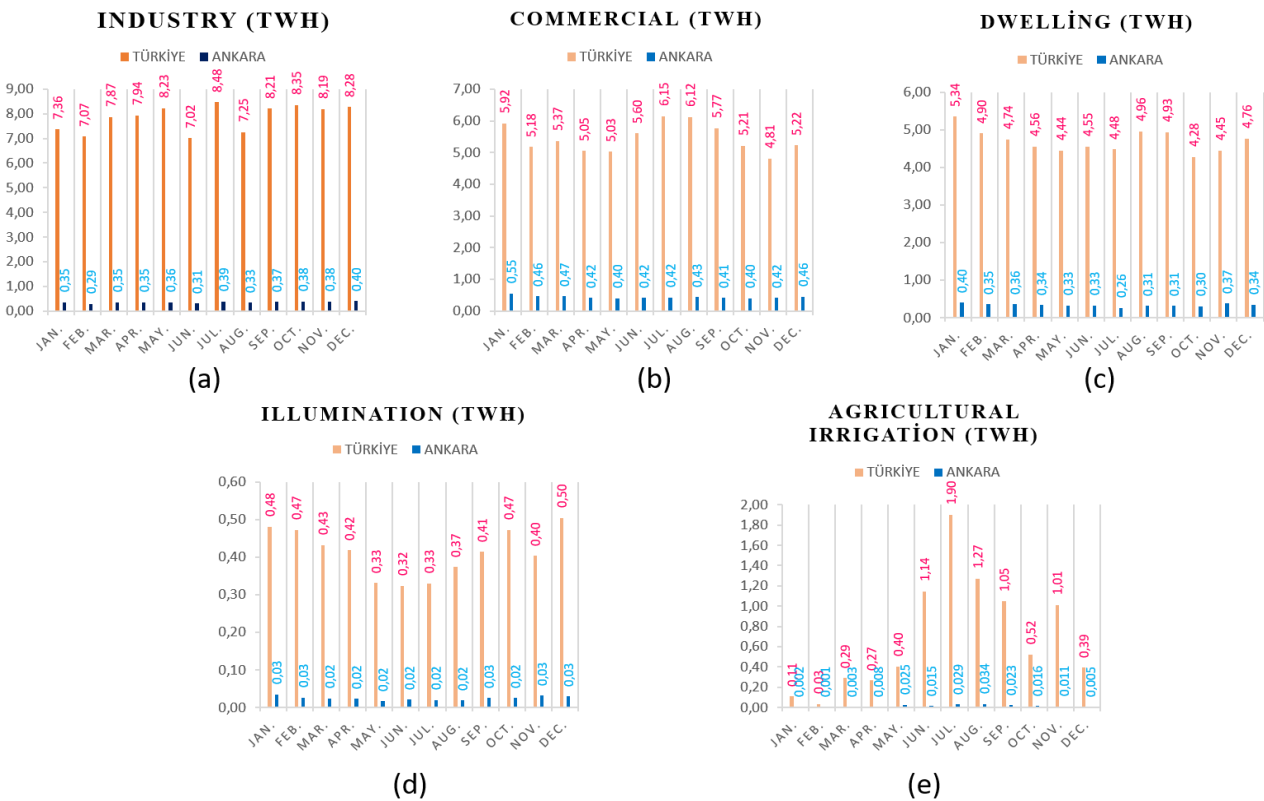 INDUSTRY (TWH)
TÜRKİYE ANKARA
9,00
8,00
7,00
6,00
5,00
4,00
3,00
2,00
1,00
0,00
7,36 7,07 7,87 7,94 8,23 7,02 8,48 7,25 8,21 8,35 8,19 8,28
0,35 0,29 0,35 0,35 0,36 0,31 0,39 0,33 0,37 0,38 0,38 0,40
JAN. FEB. MAR. APR. MAY. JUN. JUL. AUG. SEP. OCT. NOV. DEC.
(a)
COMMERCIAL (TWH)
TÜRKİYE ANKARA
7,00
6,00
5,00
4,00
3,00
2,00
1,00
0,00
5,92 5,18 5,37 5,05 5,03 5,60 6,15 6,12 5,77 5,21 4,81 5,22
0,55 0,46 0,47 0,42 0,40 0,42 0,42 0,43 0,41 0,40 0,42 0,46
JAN. FEB. MAR. APR. MAY. JUN. JUL. AUG. SEP. OCT. NOV. DEC.
(b)
DWELLİNG (TWH)
TÜRKİYE ANKARA
6,00
5,00
4,00
3,00
2,00
1,00
0,00
5,34 4,90 4,74 4,56 4,44 4,55 4,48 4,96 4,93 4,28 4,45 4,76
0,40 0,35 0,36 0,34 0,33 0,33 0,26 0,31 0,31 0,30 0,37 0,34
JAN. FEB. MAR. APR. MAY. JUN. JUL. AUG. SEP. OCT. NOV. DEC.
(c)
ILLUMINATION (TWH)
TÜRKİYE ANKARA
0,60
0,50
0,40
0,30
0,20
0,10
0,00
0,48 0,47 0,43 0,42 0,33 0,32 0,33 0,37 0,41 0,47 0,40 0,50
0,03 0,03 0,02 0,02 0,02 0,02 0,02 0,02 0,03 0,02 0,03 0,03
JAN. FEB. MAR. APR. MAY. JUN. JUL. AUG. SEP. OCT. NOV. DEC.
(d)
AGRICULTURAL
IRRIGATİON (TWH)
TÜRKİYE ANKARA
2,00
1,80
1,60
1,40
1,20
1,00
0,80
0,60
0,40
0,20
0,00
0,11 0,03 0,29 0,27 0,40 1,14 1,90 1,27 1,05 0,52 1,01 0,39
0,002 0,001 0,003 0,008 0,025 0,015 0,029 0,034 0,023 0,016 0,011 0,005
JAN. FEB. MAR. APR. MAY. JUN. JUL. AUG. SEP. OCT. NOV. DEC.
(e)